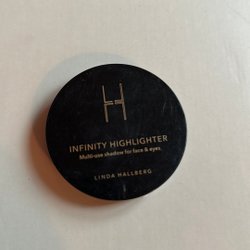 INFINITY HIGHLIGHTER
Multi-use shadow for face & eyes.
LINDA HALLBERG